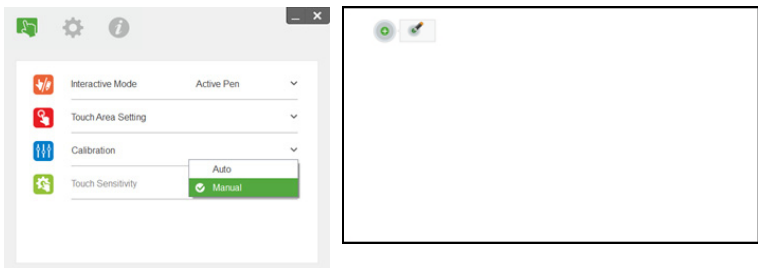 Interactive Mode Active Pen
Touch Area Setting
Calibration
Auto
Touch Sensitivity
Manual